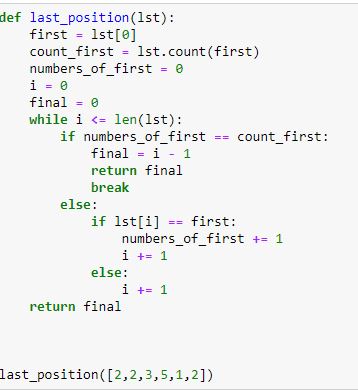 def last_position(lst):
    first = lst[0]
    count_first = lst.count(first)
    numbers_of_first = 0
    i = 0
    final = 0
    while i <= len(lst):
        if numbers_of_first == count_first:
            final = i - 1
            return final
            break
        else:
            if lst[i] == first:
                numbers_of_first += 1
                i += 1
            else:
                i += 1
    return final
last_position([2,2,3,5,1,2])